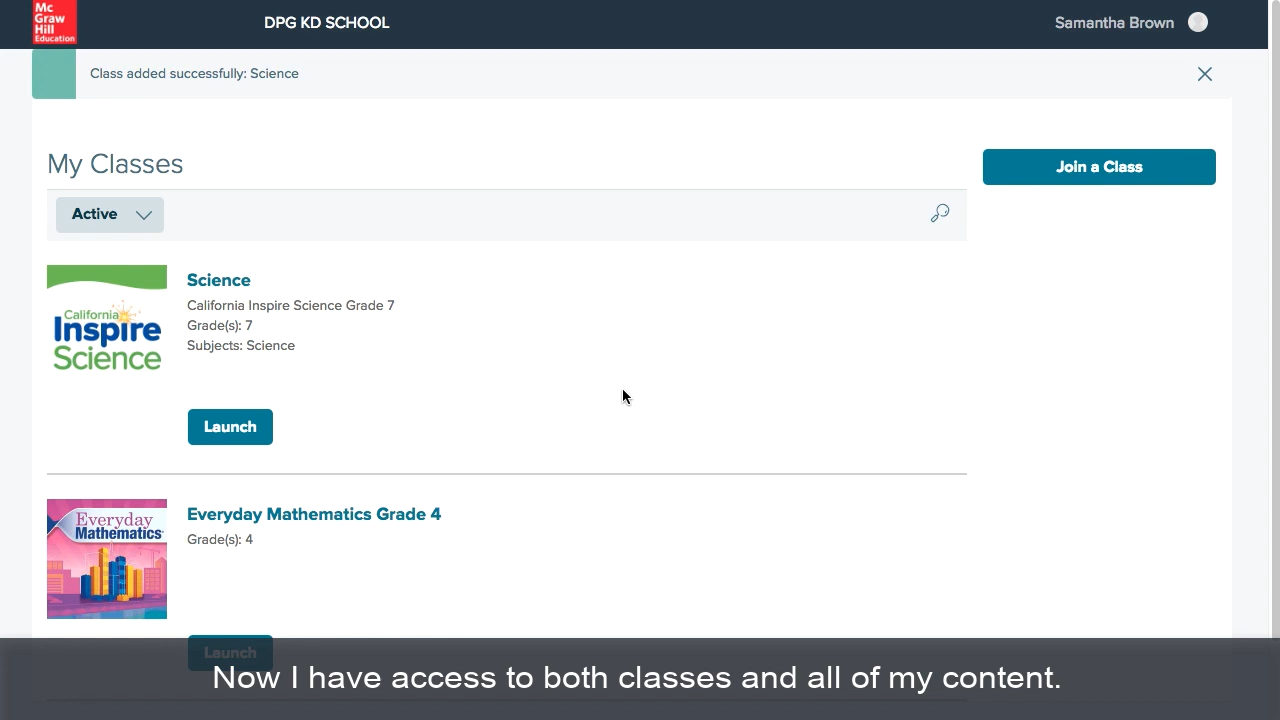 Mc
Graw
Hill
Education
DPG KD SCHOOL
Samantha Brown
Class added successfully: Science
My Classes
Join a Class
Active
California
Inspire
Science
Science
California Inspire Science Grade 7
Grade(s): 7
Subjects: Science
Launch
Everyday
Mathematics
Everyday Mathematics Grade 4
Grade(s): 4
Launch
Now I have access to both classes and all of my content.